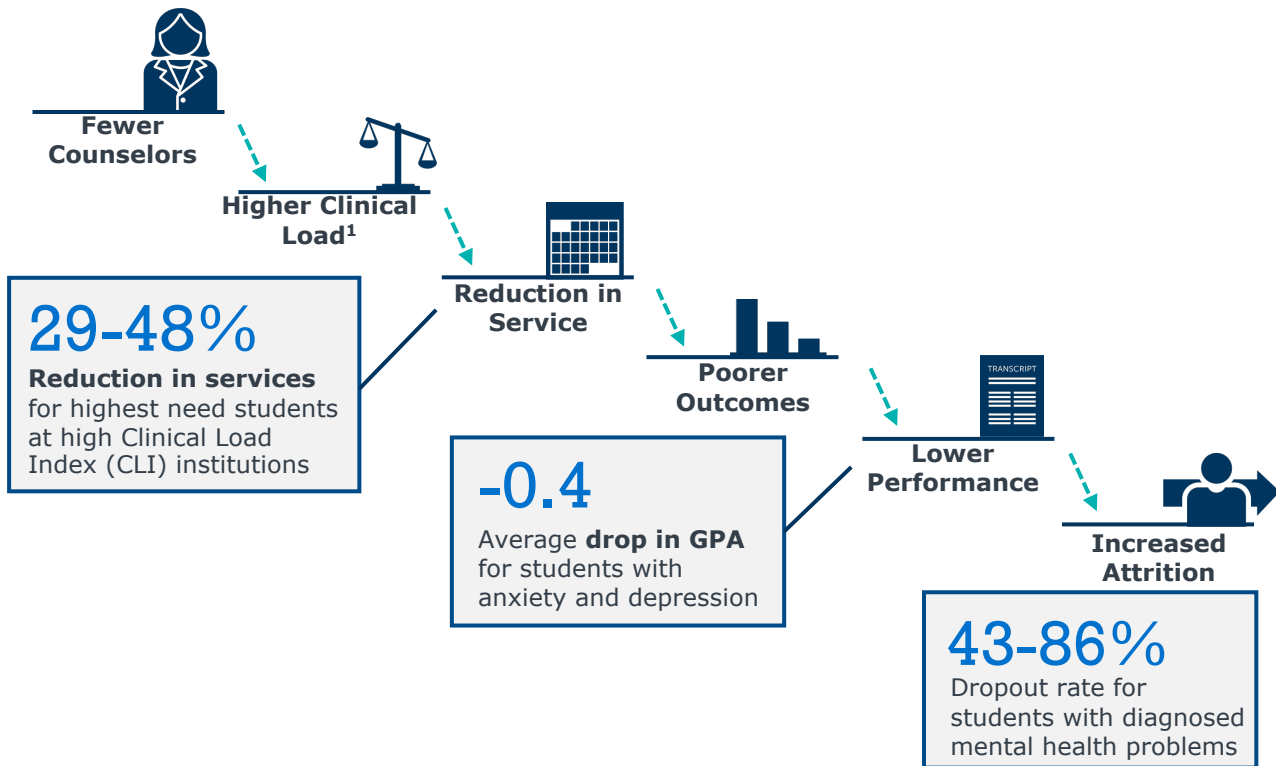 Fewer
Counselors
Higher Clinical
Load¹
Reduction in
Service
29-48%
Reduction in services
for highest need students
at high Clinical Load
Index (CLI) institutions
Poorer
Outcomes
TRANSCRIPT
Lower
Performance
-0.4
Average drop in GPA
for students with
anxiety and depression
Increased
Attrition
43-86%
Dropout rate for
students with diagnosed
mental health problems